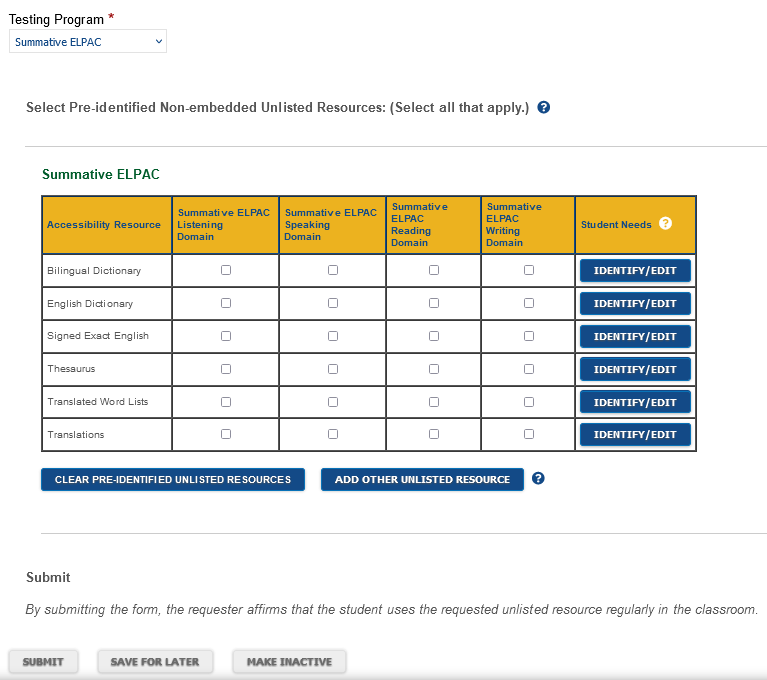 Testing Program *
Summative ELPAC
Select Pre-identified Non-embedded Unlisted Resources: (Select all that apply.) ?
Summative ELPAC
Accessibility Resource
Summative ELPAC
Listening
Domain
Summative ELPAC
Speaking
Domain
Summative
ELPAC
Reading
Domain
Summative
ELPAC
Writing
Domain
Student Needs ?
Bilingual Dictionary IDENTIFY/EDIT
English Dictionary IDENTIFY/EDIT
Signed Exact English IDENTIFY/EDIT
Thesaurus IDENTIFY/EDIT
Translated Word Lists IDENTIFY/EDIT
Translations IDENTIFY/EDIT
CLEAR PRE-IDENTIFIED UNLISTED RESOURCES ADD OTHER UNLISTED RESOURCE ?
Submit
By submitting the form, the requester affirms that the student uses the requested unlisted resource regularly in the classroom.
SUBMIT SAVE FOR LATER MAKE INACTIVE